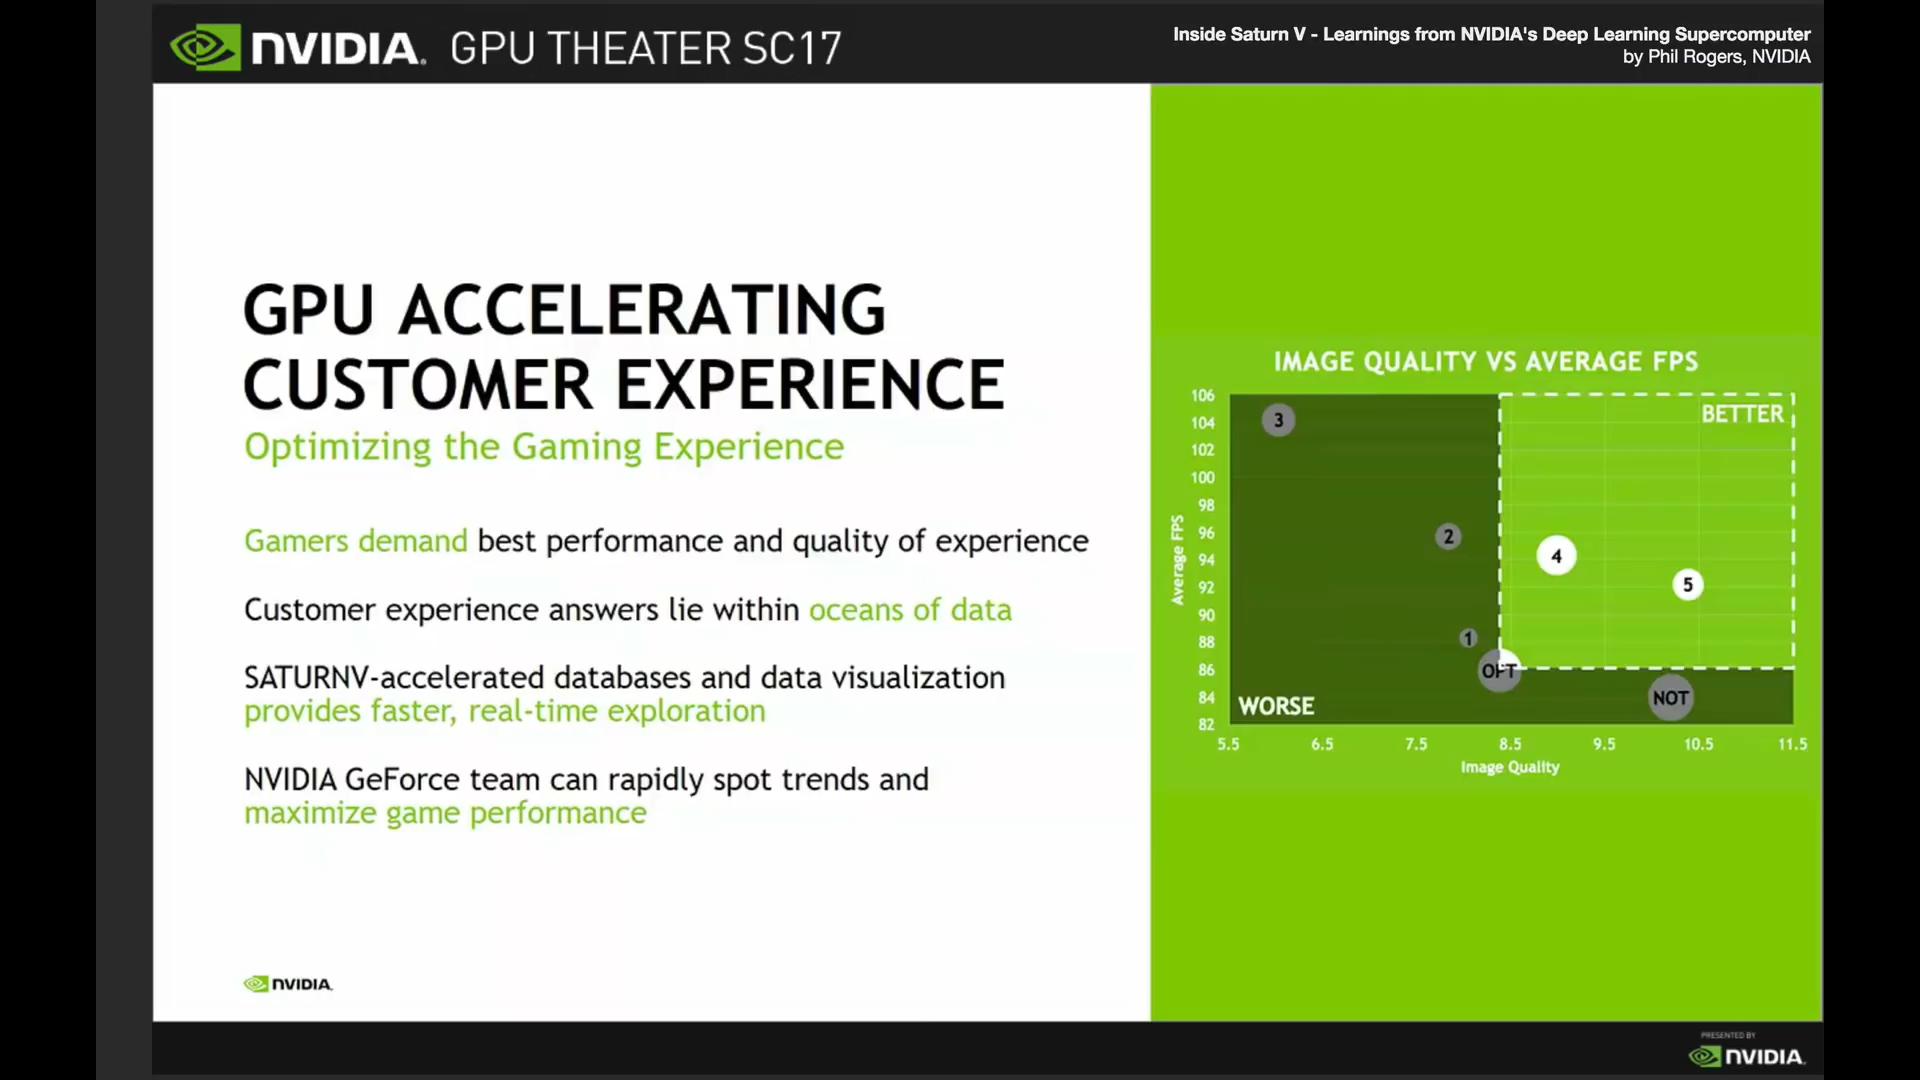 NVIDIA. GPU THEATER SC17
Inside Saturn V - Learnings from NVIDIA's Deep Learning Supercomputer
by Phil Rogers, NVIDIA
GPU ACCELERATING
CUSTOMER EXPERIENCE
Optimizing the Gaming Experience
Gamers demand best performance and quality of experience
Customer experience answers lie within oceans of data
SATURNV-accelerated databases and data visualization
provides faster, real-time exploration
NVIDIA GeForce team can rapidly spot trends and
maximize game performance
NVIDIA.
IMAGE QUALITY VS AVERAGE FPS
Average FPS
106
104
102
100
98
96
94
92
90
88
86
84
82
BETTER
3
2
4
5
1
OPT
NOT
WORSE
5.5 6.5 7.5 8.5 9.5 10.5 11.5
Image Quality
PRESENTED BY
NVIDIA.